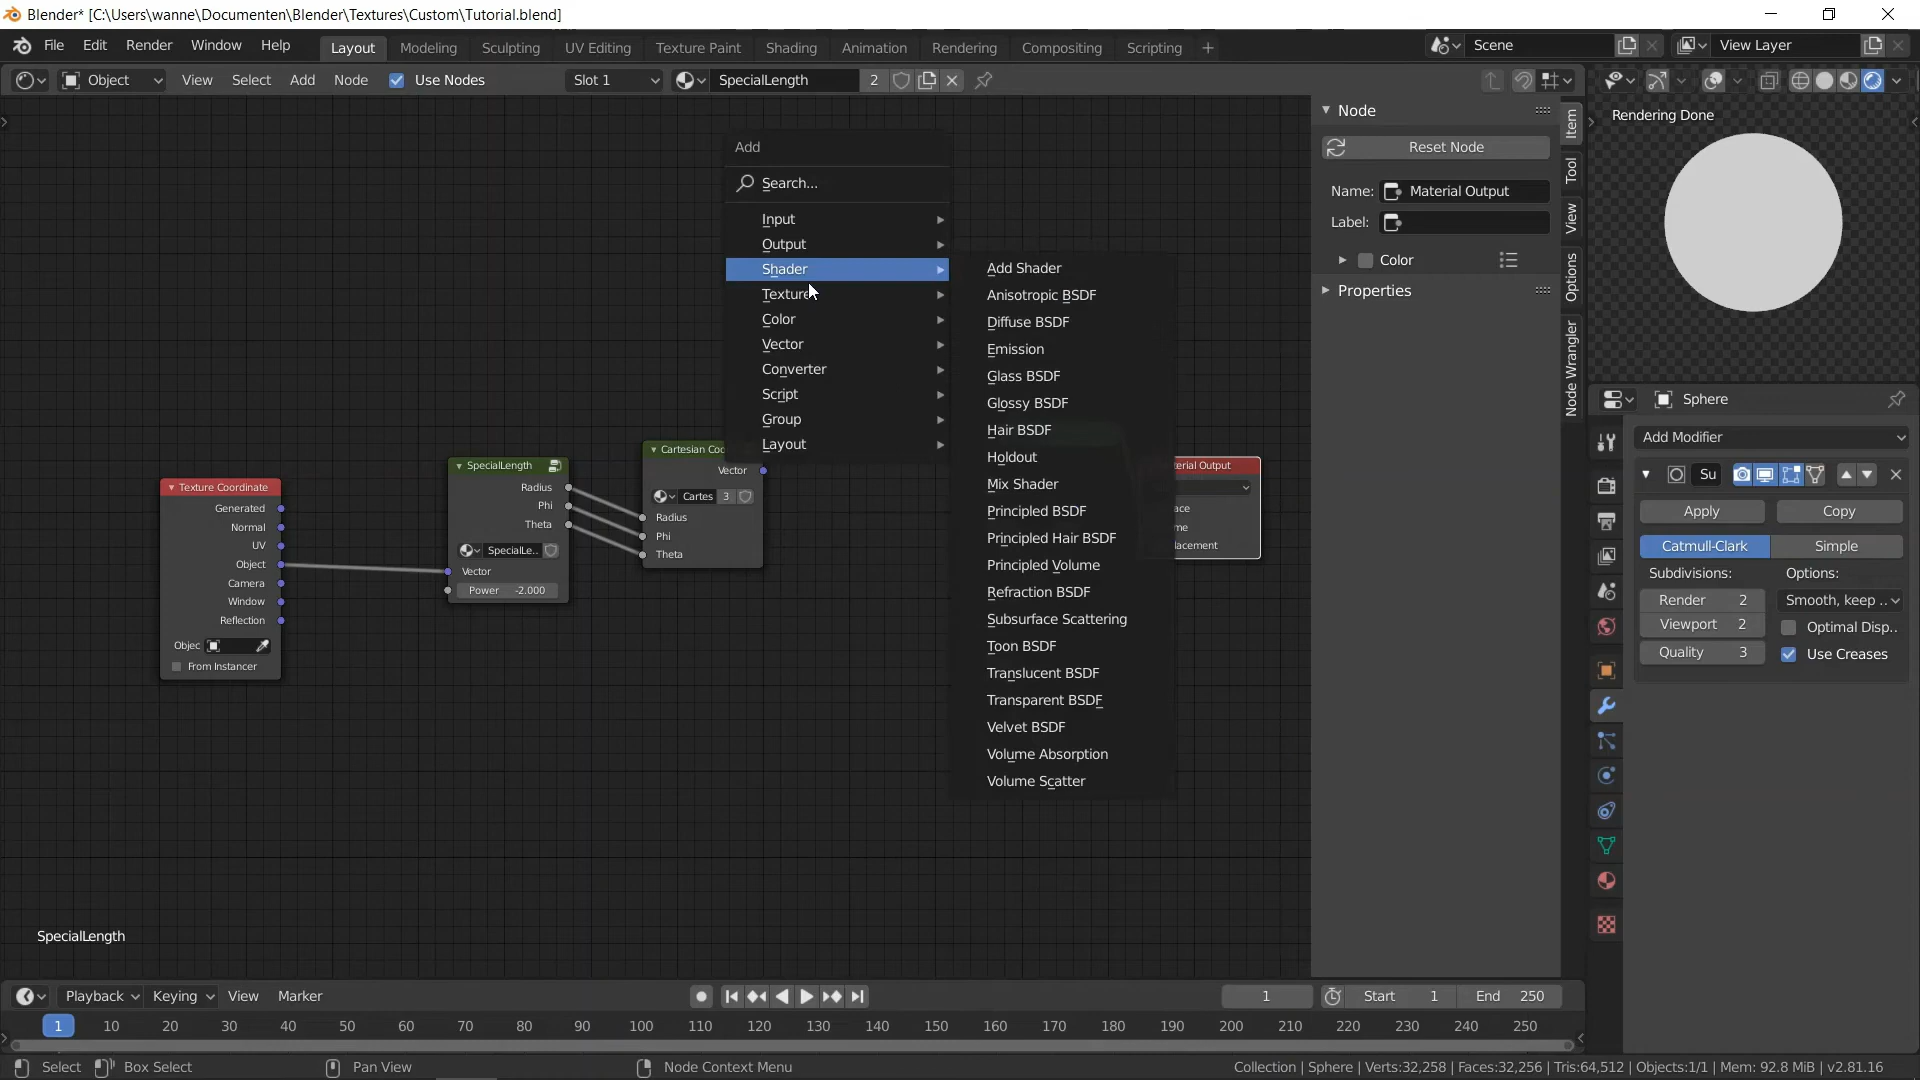 Blender* [C:\Users\wanne\Documenten\Blender\Textures\Custom\Tutorial.blend]
File Edit Render Window Help Layout Modeling Sculpting UV Editing Texture Paint Shading Animation Rendering Compositing Scripting + Scene View Layer
Object View Select Add Node Use Nodes Slot 1 SpecialLength 2
Node
Reset Node
Name: Material Output
Label:
Color
Properties
Item
Tool
View
Options
Node Wrangler
Rendering Done
Add
Search...
Input
Output
Shader
Texture
Color
Vector
Converter
Script
Group
Layout
Add Shader
Anisotropic BSDF
Diffuse BSDF
Emission
Glass BSDF
Glossy BSDF
Hair BSDF
Holdout
Mix Shader
Principled BSDF
Principled Hair BSDF
Principled Volume
Refraction BSDF
Subsurface Scattering
Toon BSDF
Translucent BSDF
Transparent BSDF
Velvet BSDF
Volume Absorption
Volume Scatter
Texture Coordinate
Generated
Normal
UV
Object
Camera
Window
Reflection
Objec
From Instancer
SpecialLength
Radius
Phi
Theta
SpecialLe..
Vector
Power -2.000
Cartesian Coo
Vector
Cartes 3
Radius
Phi
Theta
terial Output
ace
me
lacement
Sphere
Add Modifier
Su
Apply Copy
Catmull-Clark Simple
Subdivisions: Options:
Render 2 Smooth, keep ..
Viewport 2 Optimal Disp..
Quality 3 Use Creases
SpecialLength
Playback Keying View Marker 1 Start 1 End 250
1 10 20 30 40 50 60 70 80 90 100 110 120 130 140 150 160 170 180 190 200 210 220 230 240 250
Select Box Select Pan View Node Context Menu Collection | Sphere | Verts:32,258 | Faces:32,256 | Tris:64,512 | Objects:1/1 | Mem: 92.8 MiB | v2.81.16